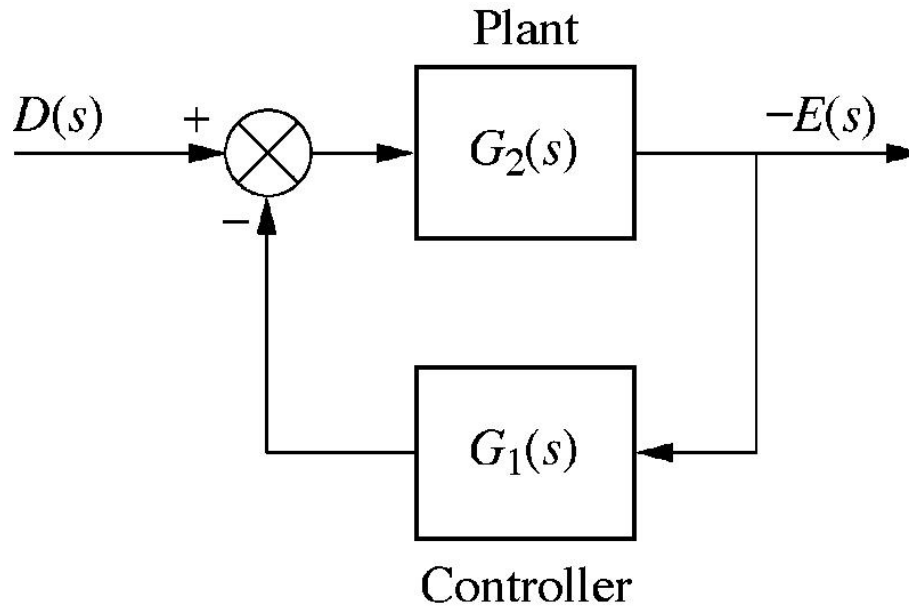 Plant
D(s)
+
G₂(s)
−E(s)
−
G₁(s)
Controller